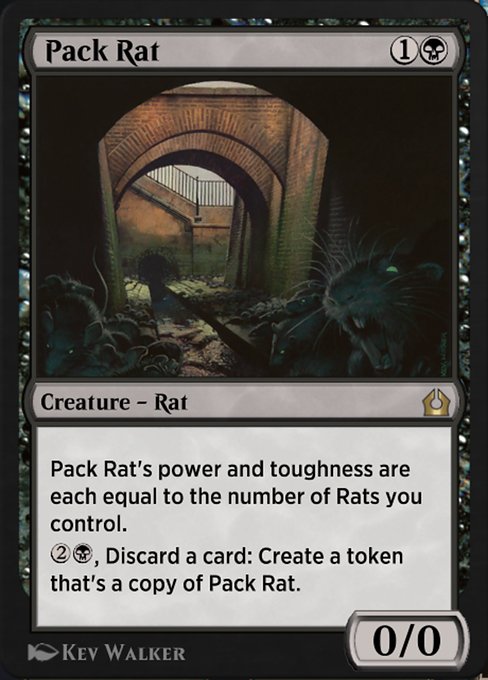 Pack Rat 1
Creature – Rat
Pack Rat's power and toughness are
each equal to the number of Rats you
control.
2, Discard a card: Create a token
that's a copy of Pack Rat.
0/0
Kev Walker